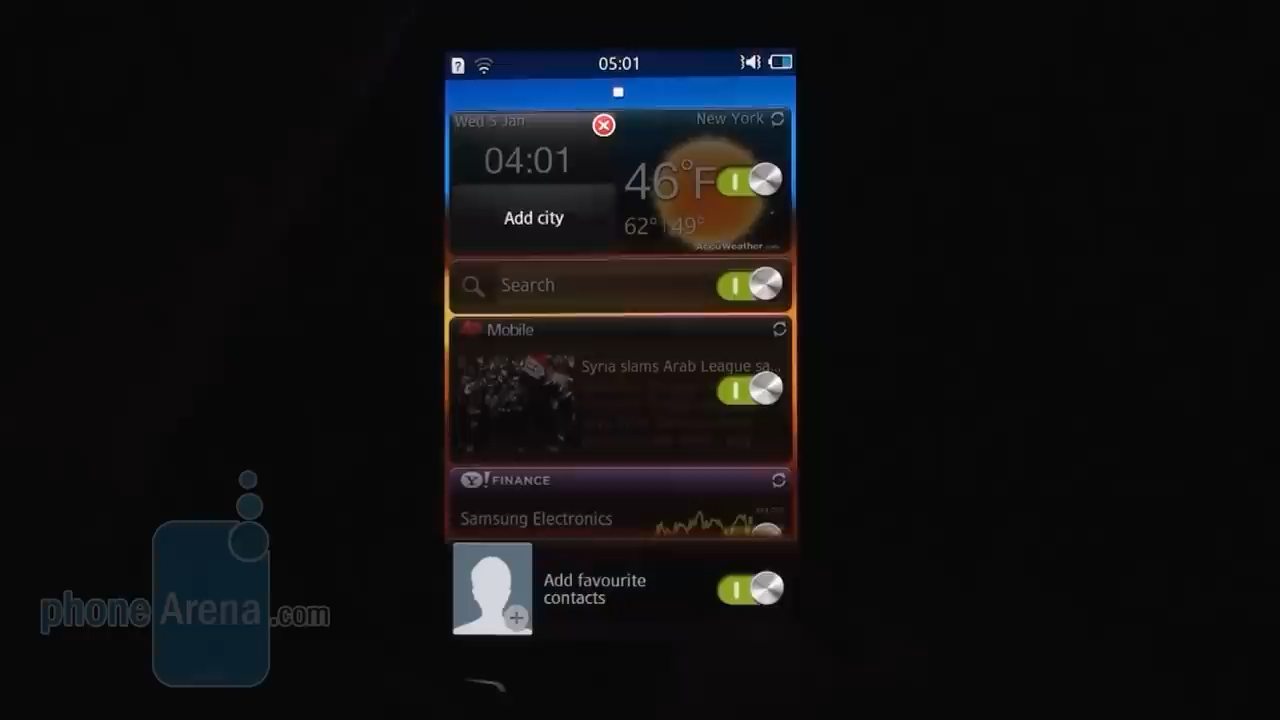 05:01
Wed 5 Jan
New York
04:01
46°F
Add city
62° | 49°
AccuWeather.com
Search
Mobile
Syria slams Arab League sa...
Y! FINANCE
Samsung Electronics
Add favourite
contacts
phoneArena.com